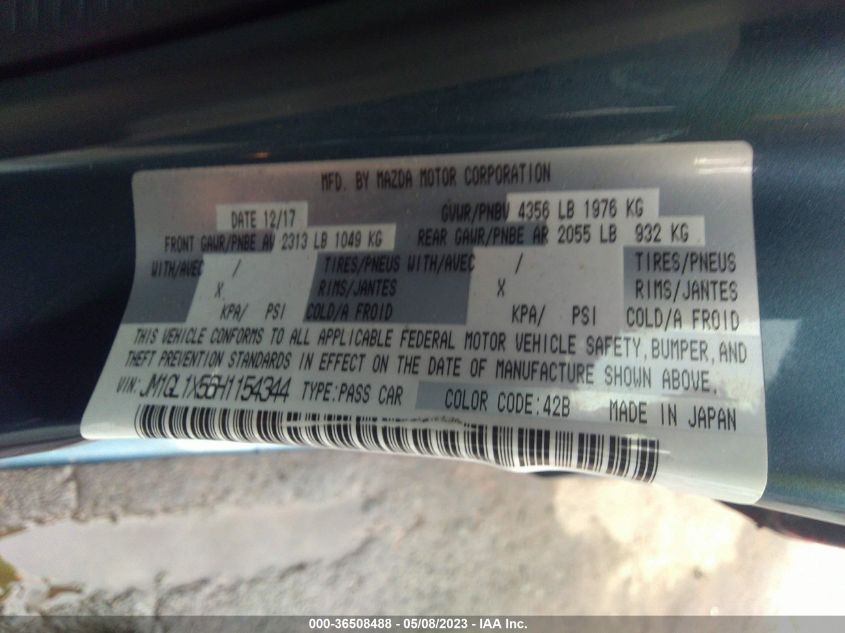 MFD. BY MAZDA MOTOR CORPORATION
DATE 12/17 GVWR/PNBV 4356 LB 1976 KG
FRONT GAWR/PNBE AV 2313 LB 1049 KG REAR GAWR/PNBE AR 2055 LB 932 KG
WITH/AVEC / TIRES/PNEUS WITH/AVEC / TIRES/PNEUS
X RIMS/JANTES X RIMS/JANTES
KPA/ PSI COLD/A FROID KPA/ PSI COLD/A FROID
THIS VEHICLE CONFORMS TO ALL APPLICABLE FEDERAL MOTOR VEHICLE SAFETY, BUMPER, AND
THEFT PREVENTION STANDARDS IN EFFECT ON THE DATE OF MANUFACTURE SHOWN ABOVE.
VIN: JM1GL1X56H1154344 TYPE:PASS CAR COLOR CODE:42B MADE IN JAPAN
000-36508488 - 05/08/2023 - IAA Inc.